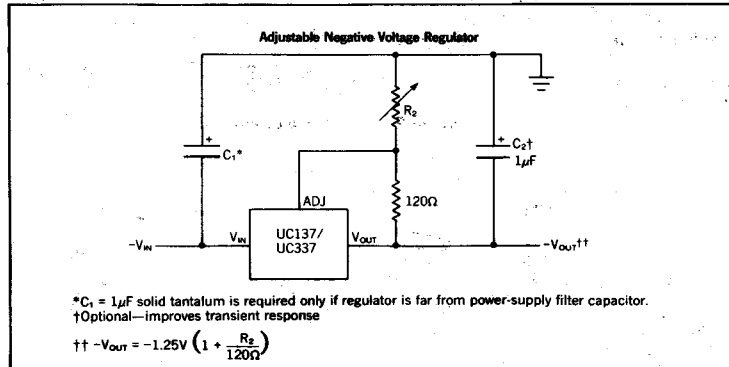 Adjustable Negative Voltage Regulator
R₂
+
C₁*
+
C₂†
1μF
ADJ
120Ω
-V_IN
V_IN
UC137/
UC337
V_OUT
-V_OUT††
*C₁ = 1μF solid tantalum is required only if regulator is far from power-supply filter capacitor.
†Optional—improves transient response
†† -V_OUT = -1.25V (1 + R₂/120Ω)